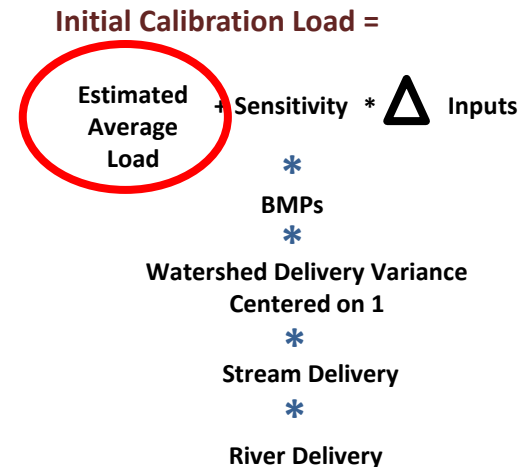 Initial Calibration Load =
Estimated
Average
Load
+ Sensitivity * Δ Inputs
*
BMPs
*
Watershed Delivery Variance
Centered on 1
*
Stream Delivery
*
River Delivery